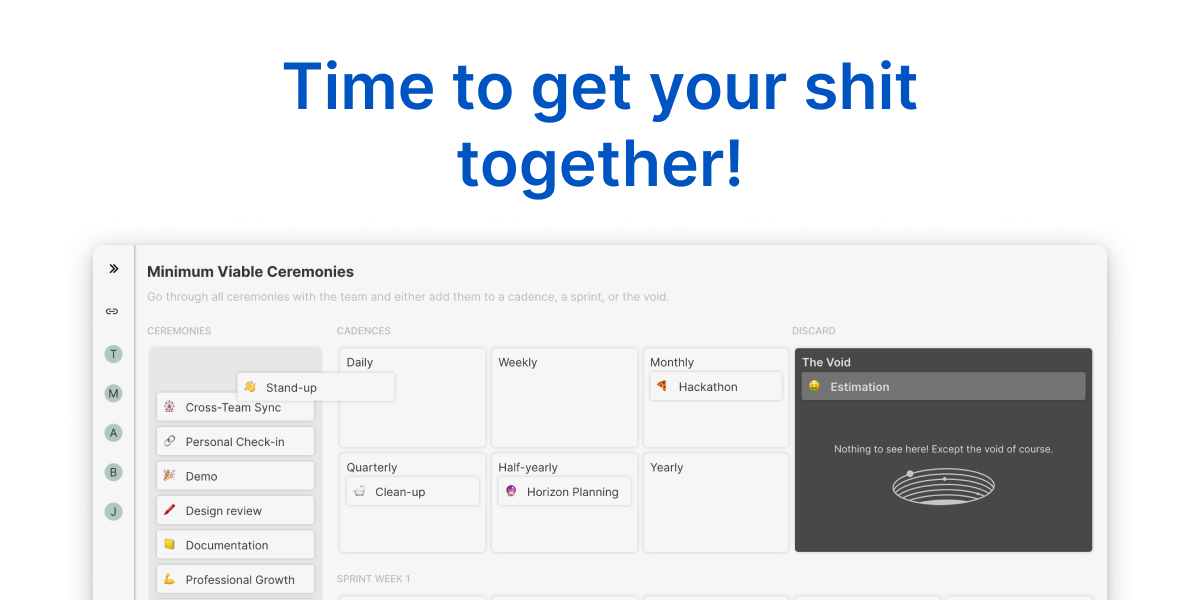 Time to get your shit
together!
Minimum Viable Ceremonies
Go through all ceremonies with the team and either add them to a cadence, a sprint, or the void.
CEREMONIES
CADENCES
DISCARD
Daily
Weekly
Monthly
The Void
Stand-up
Hackathon
Estimation
Cross-Team Sync
T
M
A
B
J
Personal Check-in
Demo
Design review
Documentation
Professional Growth
Nothing to see here! Except the void of course.
Quarterly
Half-yearly
Yearly
Clean-up
Horizon Planning
SPRINT WEEK 1